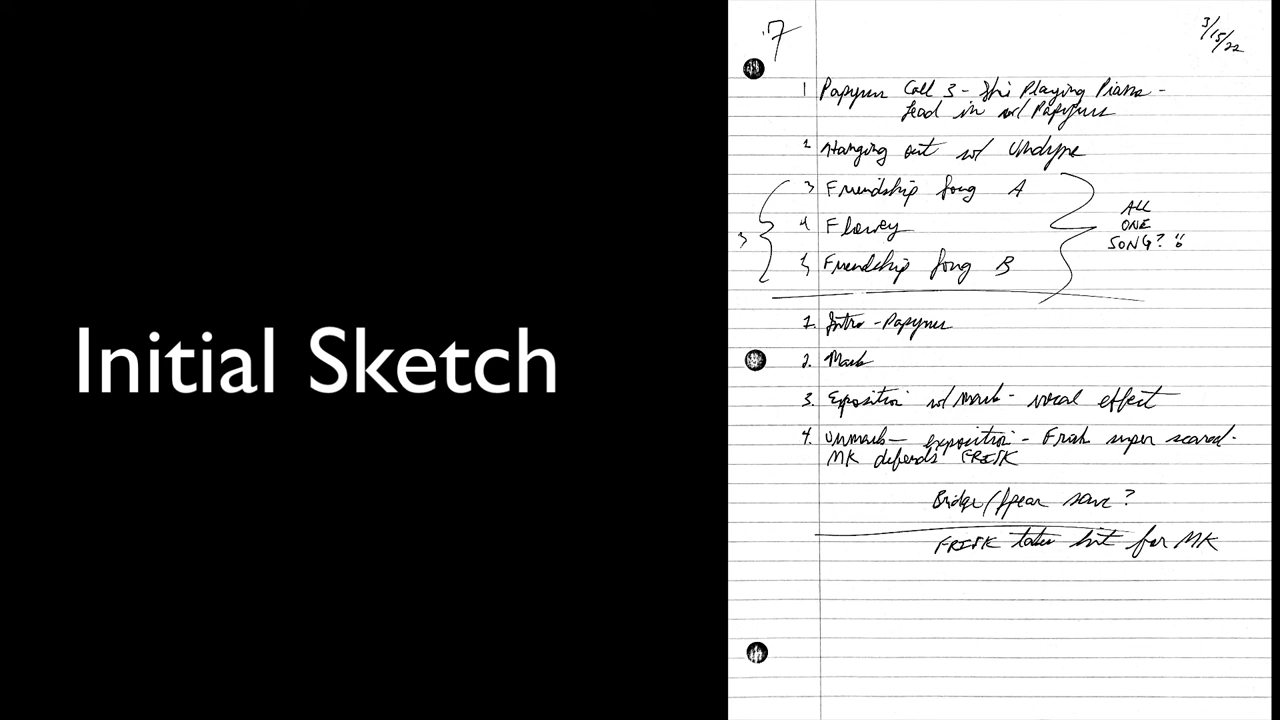 Initial Sketch
7
3/15/22
1 Papyrus Call 3 - Playing Piano -
Lead in w/ Papyrus
2 Hanging out w/ Undyne
3 Friendship Song A
4 Flowey
5 Friendship Song B
3
ALL
ONE
SONG?
1. Intro - Papyrus
2. Mask
3. Exposition w/ mask - vocal effect
4. Unmask - exposition - Frisk super scared.
MK defends FRISK
Bridge/Spear save?
FRISK takes hit for MK